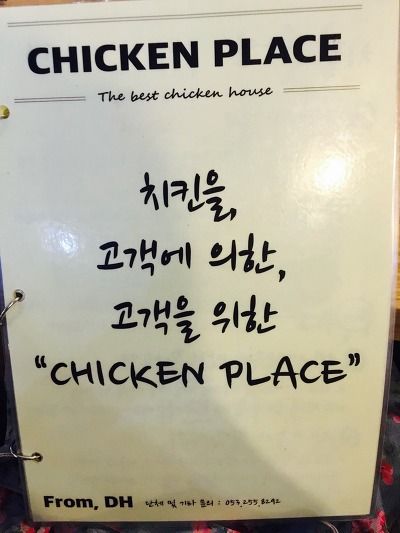 CHICKEN PLACE
The best chicken house
치킨을,
고객에 의한,
고객을 위한
"CHICKEN PLACE"
From, DH 단체 및 기타 문의 : 053.255.8292